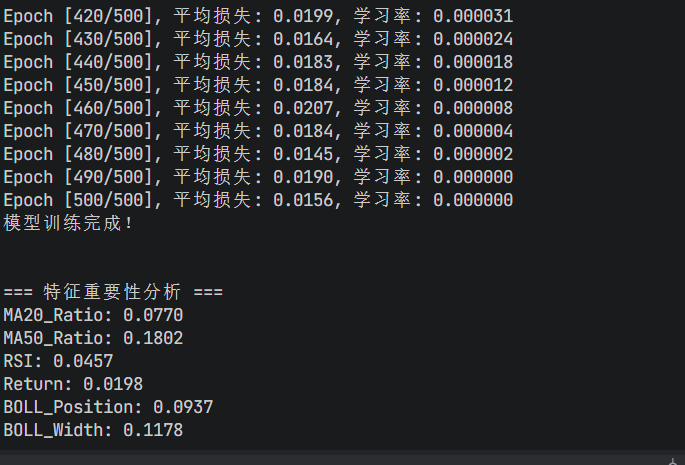 Epoch [420/500], 平均损失: 0.0199, 学习率: 0.000031
Epoch [430/500], 平均损失: 0.0164, 学习率: 0.000024
Epoch [440/500], 平均损失: 0.0183, 学习率: 0.000018
Epoch [450/500], 平均损失: 0.0184, 学习率: 0.000012
Epoch [460/500], 平均损失: 0.0207, 学习率: 0.000008
Epoch [470/500], 平均损失: 0.0184, 学习率: 0.000004
Epoch [480/500], 平均损失: 0.0145, 学习率: 0.000002
Epoch [490/500], 平均损失: 0.0190, 学习率: 0.000000
Epoch [500/500], 平均损失: 0.0156, 学习率: 0.000000
模型训练完成!
=== 特征重要性分析 ===
MA20_Ratio: 0.0770
MA50_Ratio: 0.1802
RSI: 0.0457
Return: 0.0198
BOLL_Position: 0.0937
BOLL_Width: 0.1178